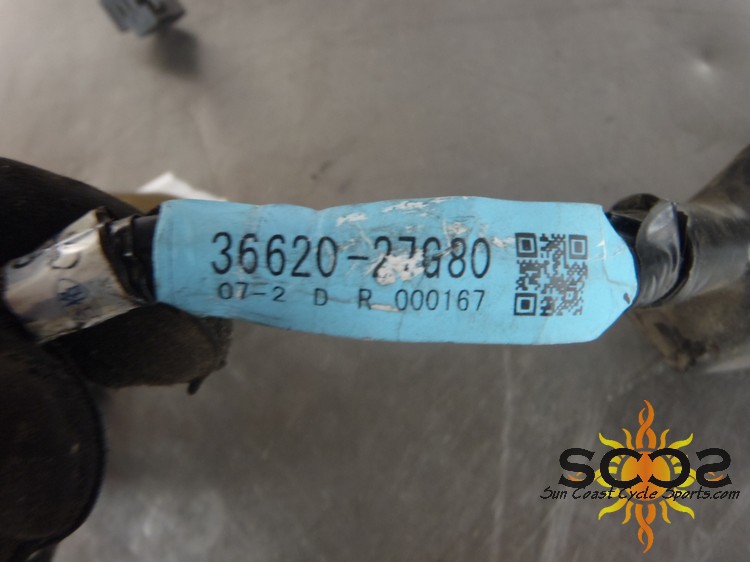 36620-27G80
07-2 D R 000167
SCCS
Sun Coast Cycle Sports.com